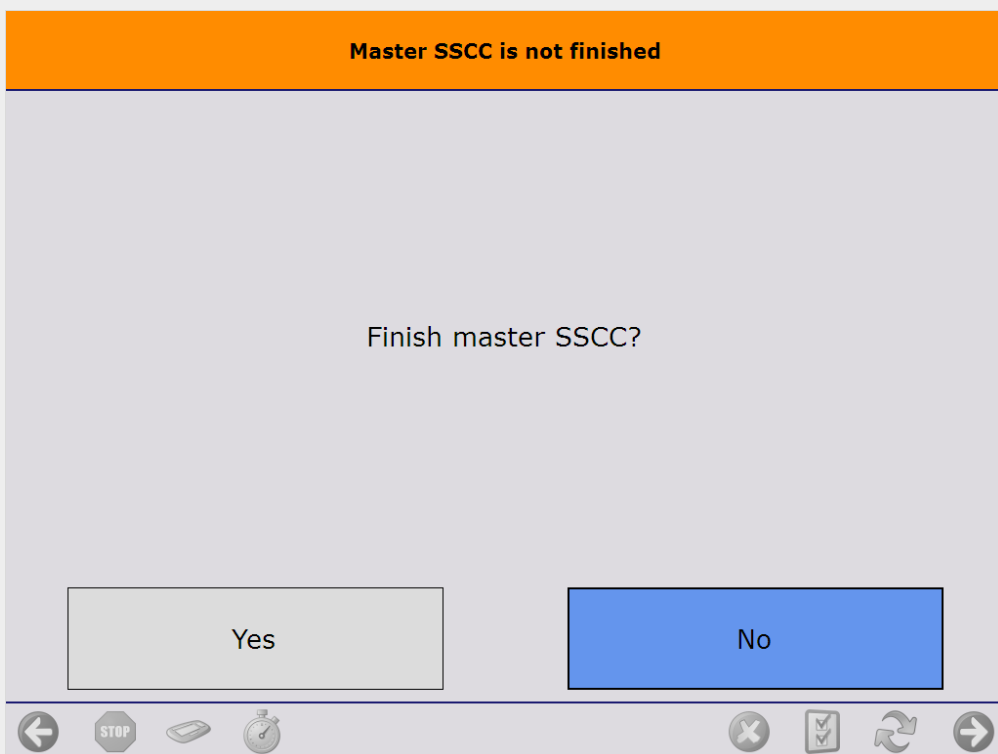 Master SSCC is not finished
Finish master SSCC?
Yes
No
STOP